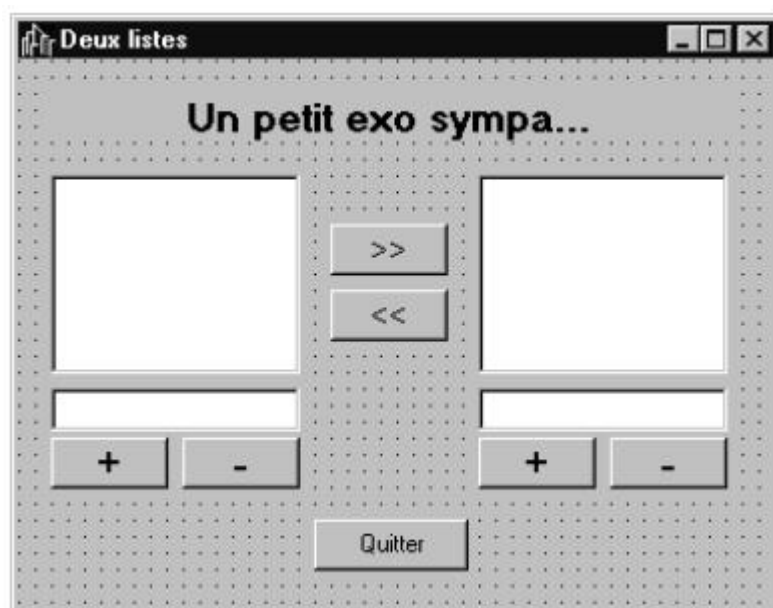 Deux listes
Un petit exo sympa...
>>
<<
+ - + -
Quitter